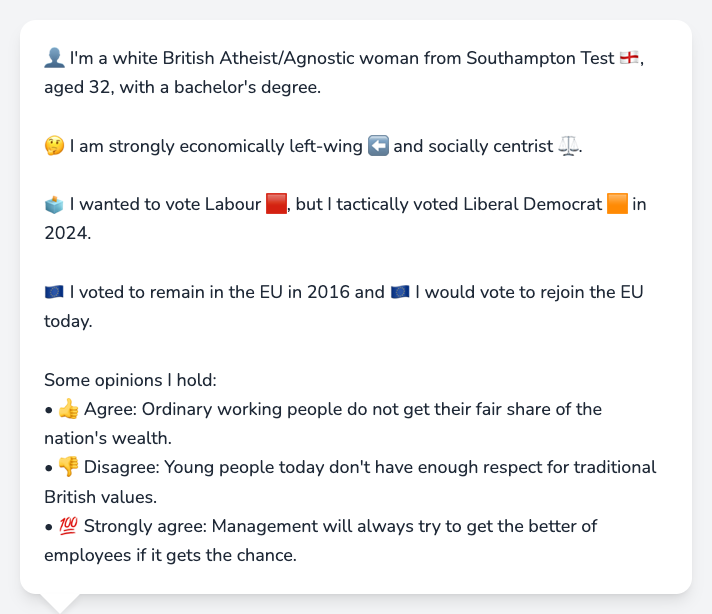 👤 I'm a white British Atheist/Agnostic woman from Southampton Test 🏴󠁧󠁢󠁥󠁮󠁧󠁿,
aged 32, with a bachelor's degree.
🤔 I am strongly economically left-wing ⬅️ and socially centrist ⚖️.
🗳️ I wanted to vote Labour 🟥, but I tactically voted Liberal Democrat 🟧 in
2024.
🇪🇺 I voted to remain in the EU in 2016 and 🇪🇺 I would vote to rejoin the EU
today.
Some opinions I hold:
• 👍 Agree: Ordinary working people do not get their fair share of the
nation's wealth.
• 👎 Disagree: Young people today don't have enough respect for traditional
British values.
• 💯 Strongly agree: Management will always try to get the better of
employees if it gets the chance.